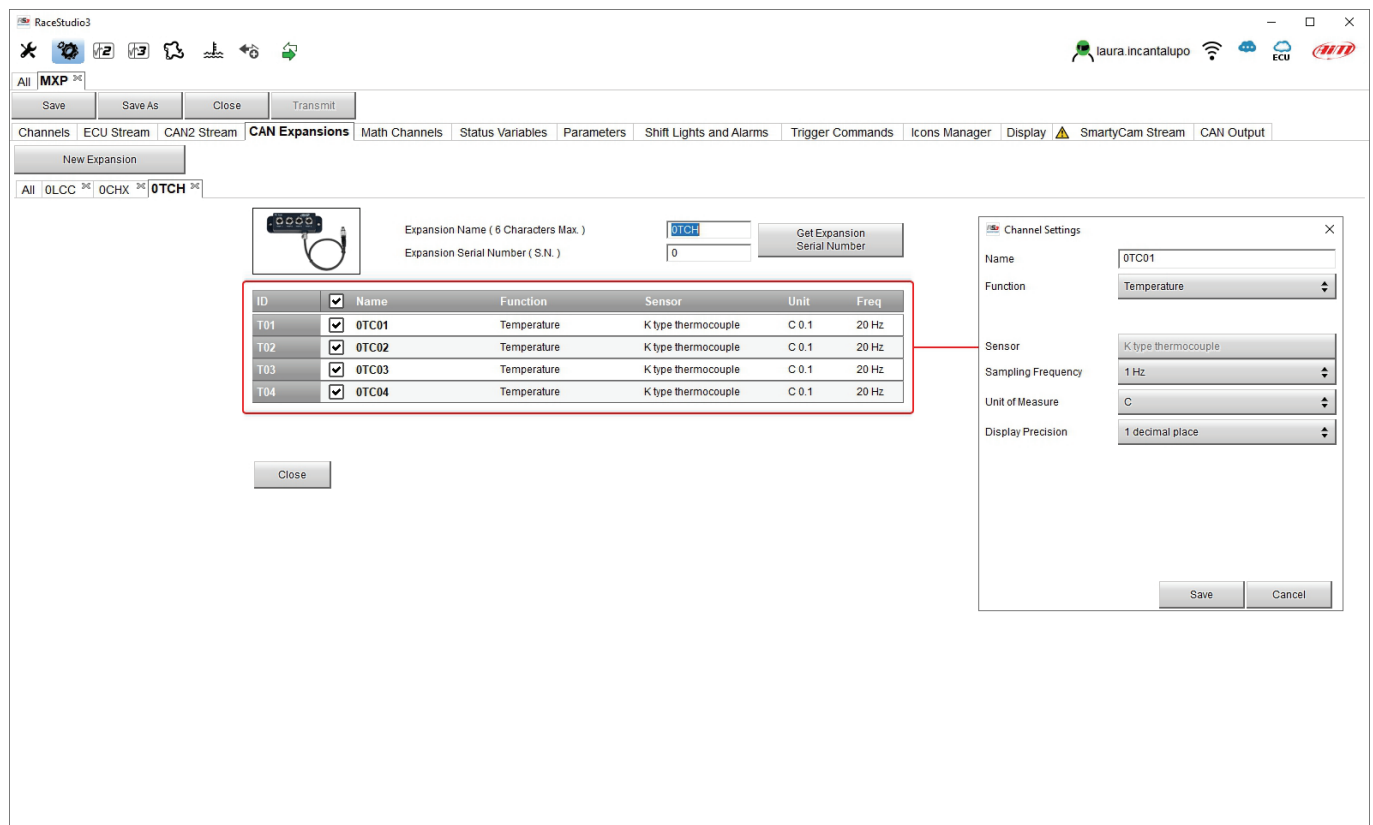 RaceStudio3
laura.incantalupo
ECU
AiM
All MXP
Save Save As Close Transmit
Channels ECU Stream CAN2 Stream CAN Expansions Math Channels Status Variables Parameters Shift Lights and Alarms Trigger Commands Icons Manager Display SmartyCam Stream CAN Output
New Expansion
All 0LCC 0CHX 0TCH
Expansion Name ( 6 Characters Max. ) 0TCH
Expansion Serial Number ( S.N. ) 0
Get Expansion
Serial Number
ID Name Function Sensor Unit Freq
T01 0TC01 Temperature K type thermocouple C 0.1 20 Hz
T02 0TC02 Temperature K type thermocouple C 0.1 20 Hz
T03 0TC03 Temperature K type thermocouple C 0.1 20 Hz
T04 0TC04 Temperature K type thermocouple C 0.1 20 Hz
Close
Channel Settings
Name 0TC01
Function Temperature
Sensor K type thermocouple
Sampling Frequency 1 Hz
Unit of Measure C
Display Precision 1 decimal place
Save Cancel